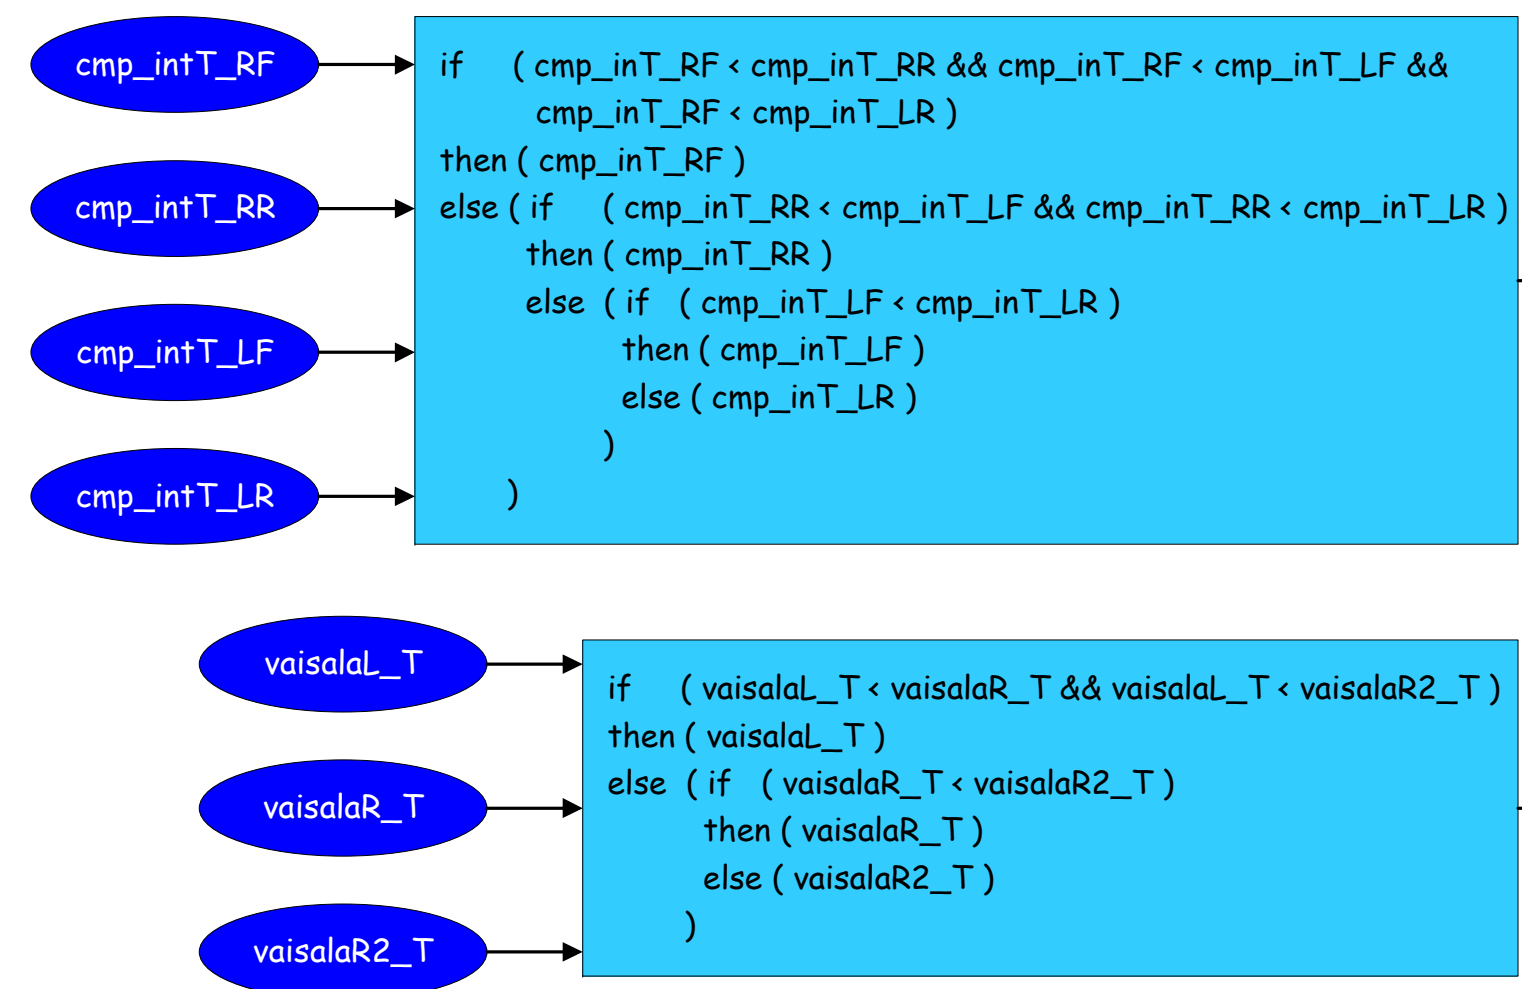 cmp_intT_RF
if ( cmp_inT_RF < cmp_inT_RR && cmp_inT_RF < cmp_inT_LF &&
cmp_inT_RF < cmp_inT_LR )
then ( cmp_inT_RF )
cmp_intT_RR
else ( if ( cmp_inT_RR < cmp_inT_LF && cmp_inT_RR < cmp_inT_LR )
then ( cmp_inT_RR )
else ( if ( cmp_inT_LF < cmp_inT_LR )
cmp_intT_LF
then ( cmp_inT_LF )
else ( cmp_inT_LR )
)
cmp_intT_LR
)
vaisalaL_T
if ( vaisalaL_T < vaisalaR_T && vaisalaL_T < vaisalaR2_T )
then ( vaisalaL_T )
vaisalaR_T
else ( if ( vaisalaR_T < vaisalaR2_T )
then ( vaisalaR_T )
else ( vaisalaR2_T )
)
vaisalaR2_T